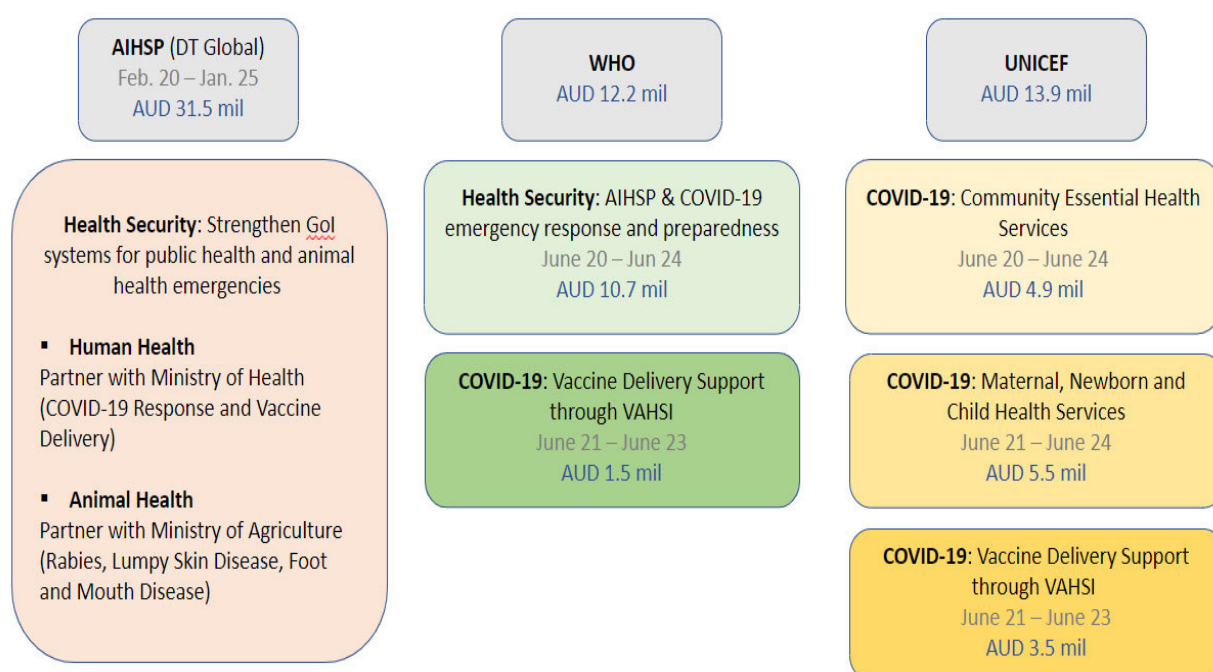 AIHSP (DT Global)
Feb. 20 – Jan. 25
AUD 31.5 mil
Health Security: Strengthen GoI
systems for public health and animal
health emergencies
▪ Human Health
Partner with Ministry of Health
(COVID-19 Response and Vaccine
Delivery)
▪ Animal Health
Partner with Ministry of Agriculture
(Rabies, Lumpy Skin Disease, Foot
and Mouth Disease)
WHO
AUD 12.2 mil
Health Security: AIHSP & COVID-19
emergency response and preparedness
June 20 – Jun 24
AUD 10.7 mil
COVID-19: Vaccine Delivery Support
through VAHSI
June 21 – June 23
AUD 1.5 mil
UNICEF
AUD 13.9 mil
COVID-19: Community Essential Health
Services
June 20 – June 24
AUD 4.9 mil
COVID-19: Maternal, Newborn and
Child Health Services
June 21 – June 24
AUD 5.5 mil
COVID-19: Vaccine Delivery Support
through VAHSI
June 21 – June 23
AUD 3.5 mil